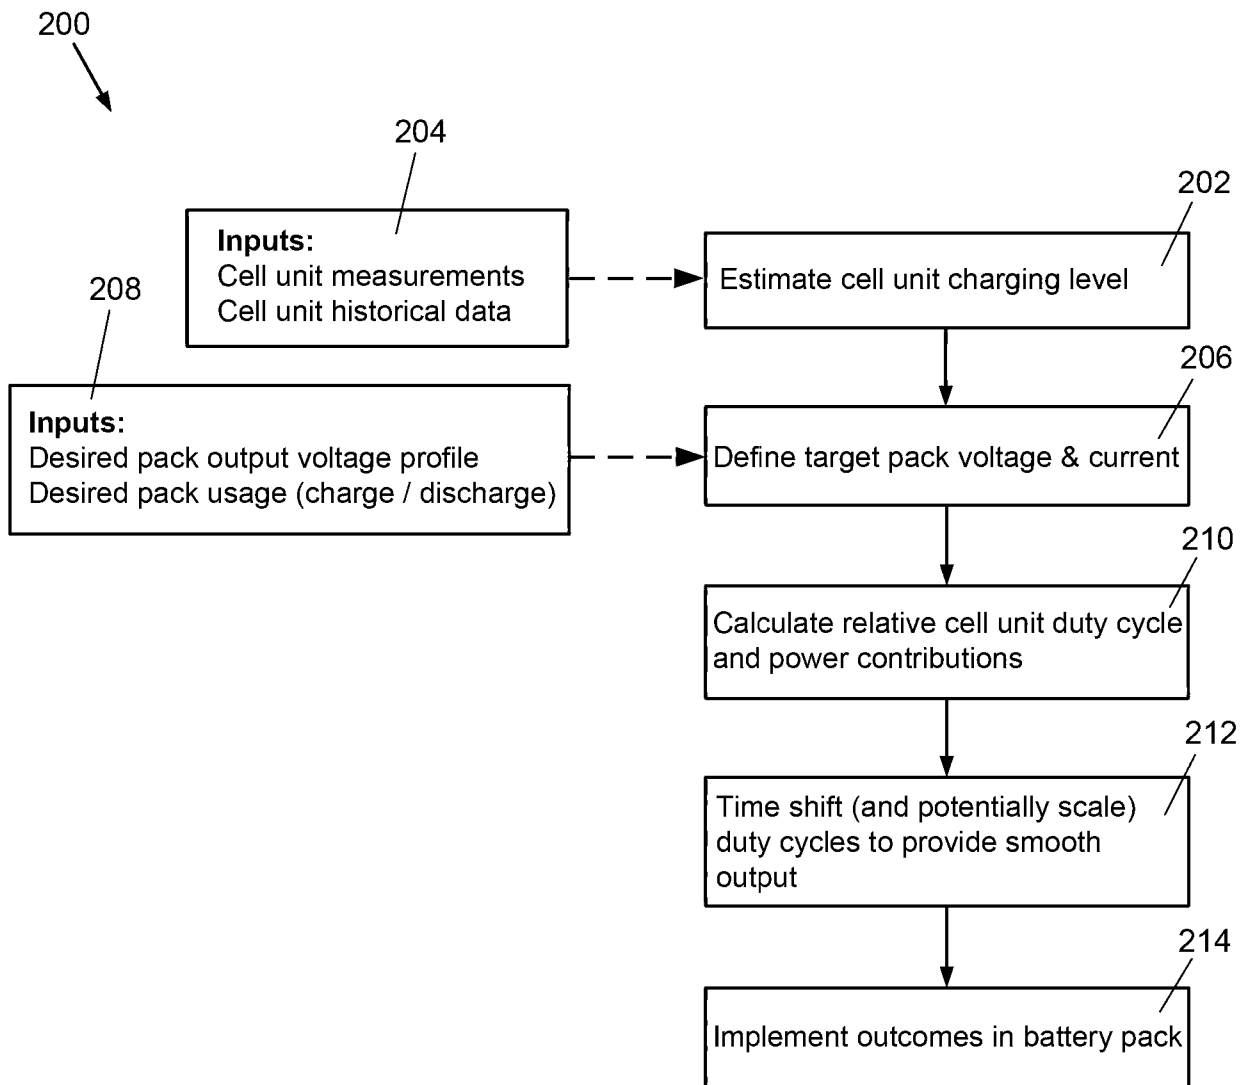 200
204
202
Inputs:
Cell unit measurements
Cell unit historical data
Estimate cell unit charging level
208
206
Inputs:
Desired pack output voltage profile
Desired pack usage (charge / discharge)
Define target pack voltage & current
210
Calculate relative cell unit duty cycle
and power contributions
212
Time shift (and potentially scale)
duty cycles to provide smooth
output
214
Implement outcomes in battery pack